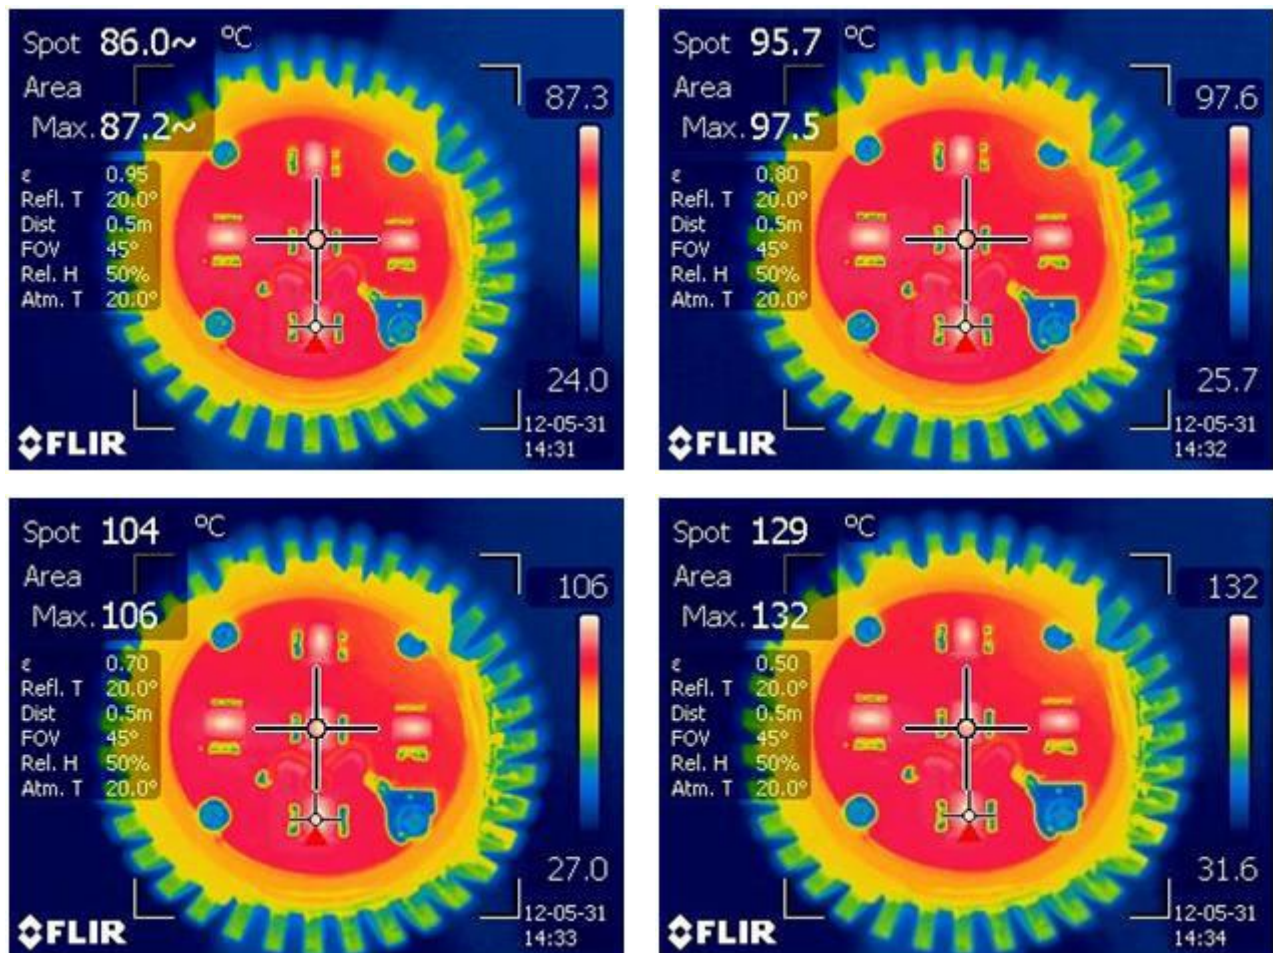 Spot 86.0~ °C
Area
Max. 87.2~
87.3
ε 0.95
Refl. T 20.0°
Dist 0.5m
FOV 45°
Rel. H 50%
Atm. T 20.0°
24.0
12-05-31
14:31
FLIR
Spot 95.7 °C
Area
Max. 97.5
97.6
ε 0.80
Refl. T 20.0°
Dist 0.5m
FOV 45°
Rel. H 50%
Atm. T 20.0°
25.7
12-05-31
14:32
FLIR
Spot 104 °C
Area
Max. 106
106
ε 0.70
Refl. T 20.0°
Dist 0.5m
FOV 45°
Rel. H 50%
Atm. T 20.0°
27.0
12-05-31
14:33
FLIR
Spot 129 °C
Area
Max. 132
132
ε 0.50
Refl. T 20.0°
Dist 0.5m
FOV 45°
Rel. H 50%
Atm. T 20.0°
31.6
12-05-31
14:34
FLIR